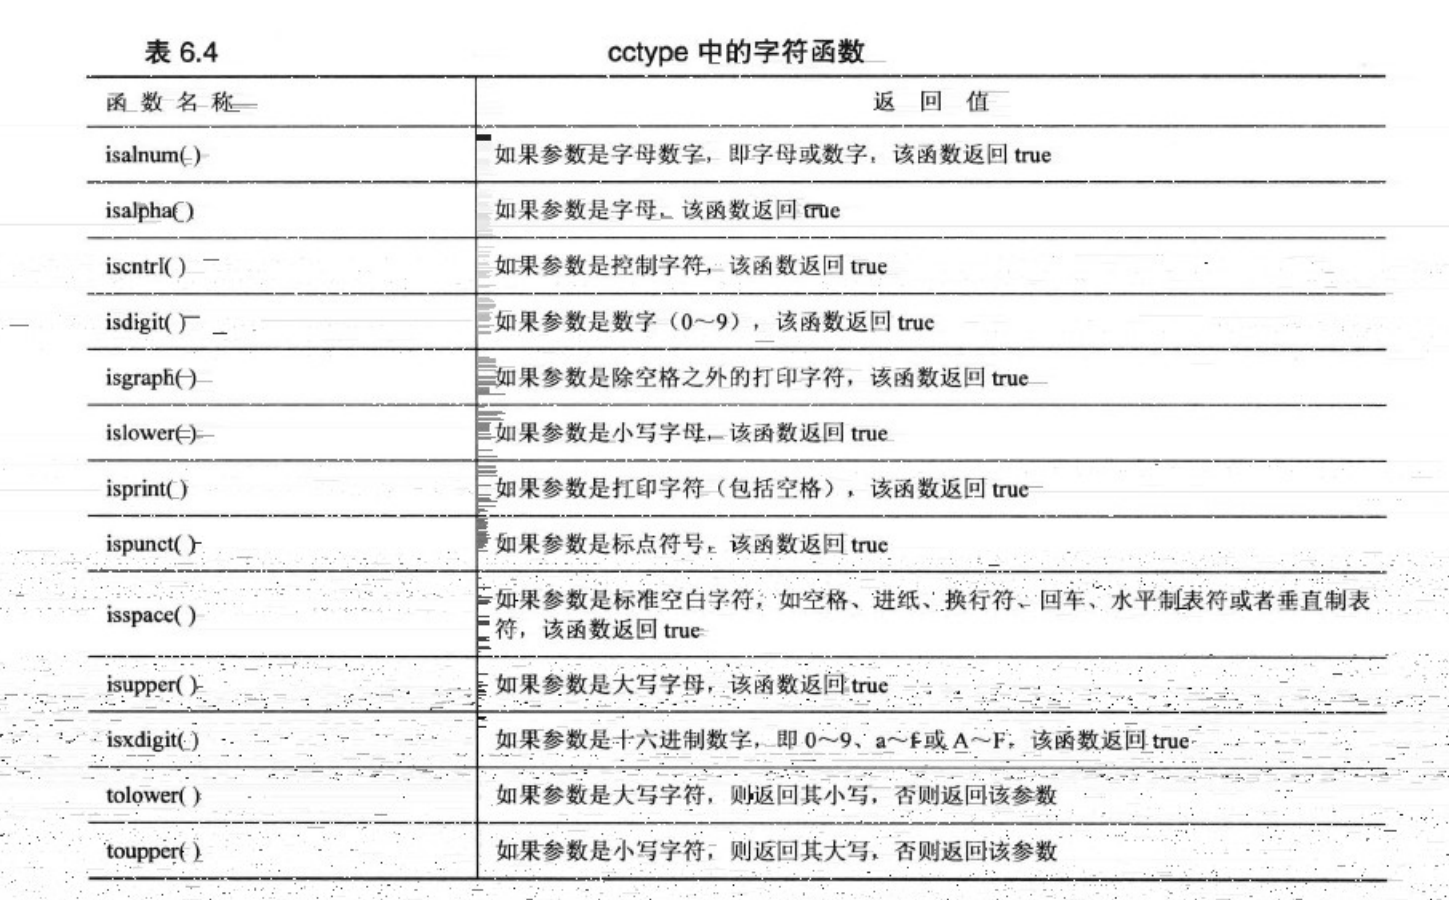 表 6.4 cctype 中的字符函数
函 数 名 称 返 回 值
isalnum( ) 如果参数是字母数字，即字母或数字，该函数返回 true
isalpha( ) 如果参数是字母，该函数返回 true
iscntrl( ) 如果参数是控制字符，该函数返回 true
isdigit( ) 如果参数是数字（0～9），该函数返回 true
isgraph( ) 如果参数是除空格之外的打印字符，该函数返回 true
islower( ) 如果参数是小写字母，该函数返回 true
isprint( ) 如果参数是打印字符（包括空格），该函数返回 true
ispunct( ) 如果参数是标点符号，该函数返回 true
isspace( ) 如果参数是标准空白字符，如空格、进纸、换行符、回车、水平制表符或者垂直制表
符，该函数返回 true
isupper( ) 如果参数是大写字母，该函数返回 true
isxdigit( ) 如果参数是十六进制数字，即 0～9、a～f 或 A～F，该函数返回 true
tolower( ) 如果参数是大写字符，则返回其小写，否则返回该参数
toupper( ) 如果参数是小写字符，则返回其大写，否则返回该参数